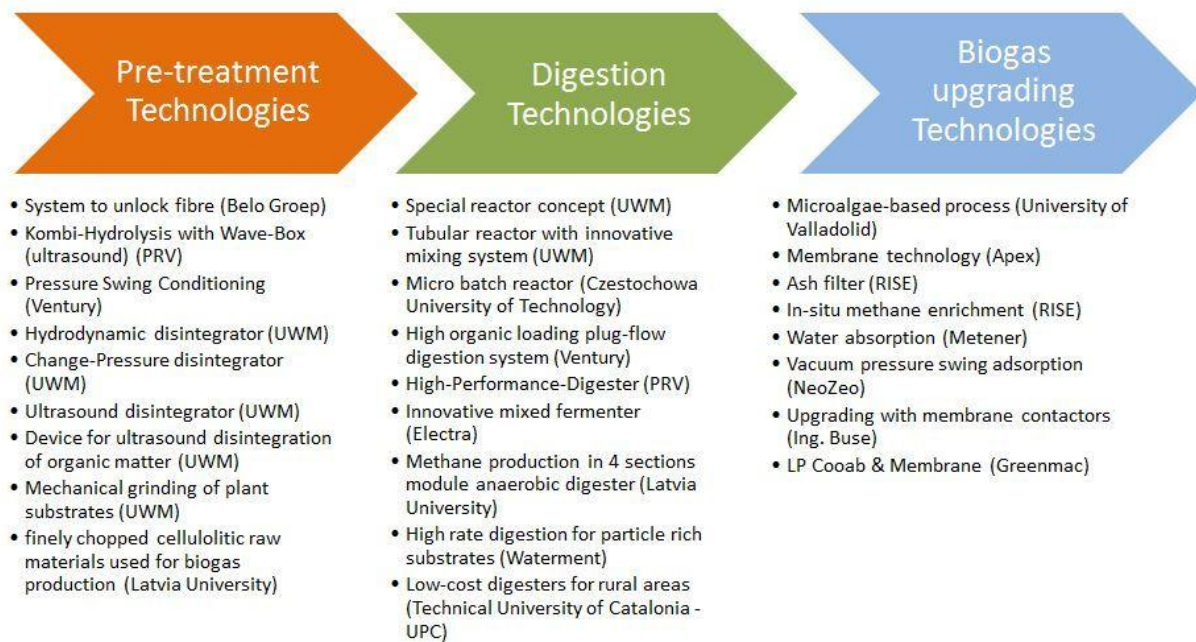 Pre-treatment
Technologies
• System to unlock fibre (Belo Groep)
• Kombi-Hydrolysis with Wave-Box
(ultrasound) (PRV)
• Pressure Swing Conditioning
(Ventury)
• Hydrodynamic disintegrator (UWM)
• Change-Pressure disintegrator
(UWM)
• Ultrasound disintegrator (UWM)
• Device for ultrasound disintegration
of organic matter (UWM)
• Mechanical grinding of plant
substrates (UWM)
• finely chopped cellulolitic raw
materials used for biogas
production (Latvia University)
Digestion
Technologies
• Special reactor concept (UWM)
• Tubular reactor with innovative
mixing system (UWM)
• Micro batch reactor (Czestochowa
University of Technology)
• High organic loading plug-flow
digestion system (Ventury)
• High-Performance-Digester (PRV)
• Innovative mixed fermenter
(Electra)
• Methane production in 4 sections
module anaerobic digester (Latvia
University)
• High rate digestion for particle rich
substrates (Waterment)
• Low-cost digesters for rural areas
(Technical University of Catalonia -
UPC)
Biogas
upgrading
Technologies
• Microalgae-based process (University of
Valladolid)
• Membrane technology (Apex)
• Ash filter (RISE)
• In-situ methane enrichment (RISE)
• Water absorption (Metener)
• Vacuum pressure swing adsorption
(NeoZeo)
• Upgrading with membrane contactors
(Ing. Buse)
• LP Cooab & Membrane (Greenmac)